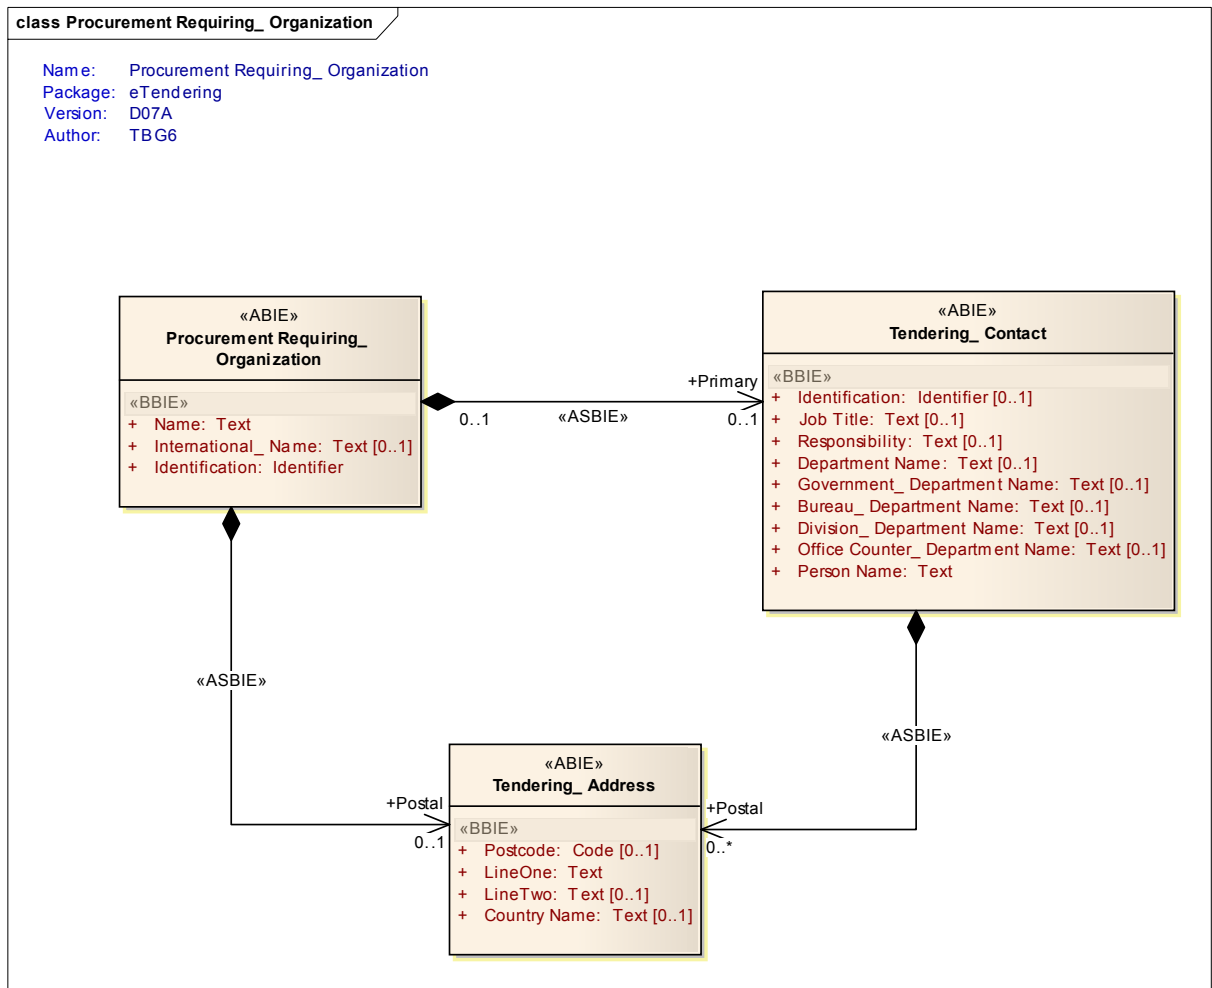 class Procurement Requiring_ Organization
Name: Procurement Requiring_ Organization
Package: eTendering
Version: D07A
Author: TBG6
«ABIE»
Procurement Requiring_
Organization
«BBIE»
+ Name: Text
+ International_ Name: Text [0..1]
+ Identification: Identifier
«ABIE»
Tendering_ Contact
«BBIE»
+ Identification: Identifier [0..1]
+ Job Title: Text [0..1]
+ Responsibility: Text [0..1]
+ Department Name: Text [0..1]
+ Government_ Department Name: Text [0..1]
+ Bureau_ Department Name: Text [0..1]
+ Division_ Department Name: Text [0..1]
+ Office Counter_ Department Name: Text [0..1]
+ Person Name: Text
+Primary
0..1
«ASBIE»
0..1
«ASBIE»
«ASBIE»
«ABIE»
Tendering_ Address
«BBIE»
+ Postcode: Code [0..1]
+ LineOne: Text
+ LineTwo: Text [0..1]
+ Country Name: Text [0..1]
+Postal
0..1
+Postal
0..*